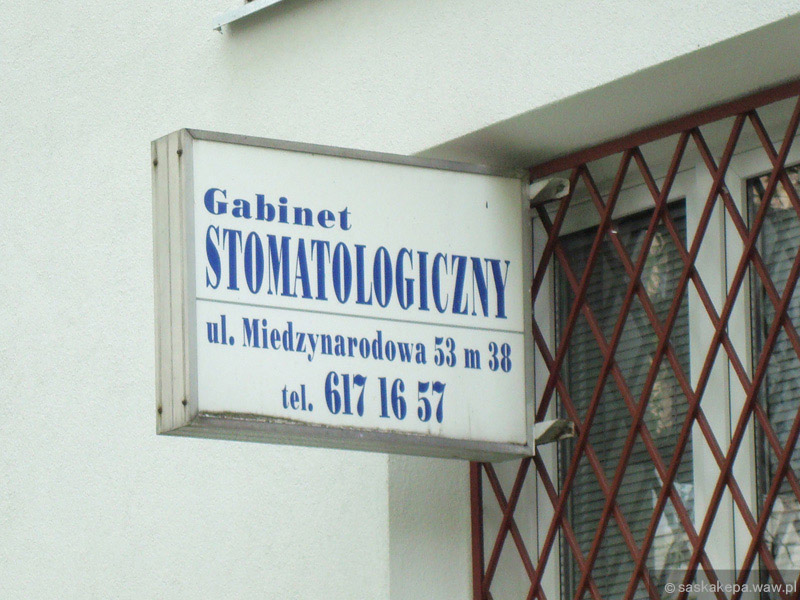 Gabinet
STOMATOLOGICZNY
ul. Miedzynarodowa 53 m 38
tel. 617 16 57
© saskakepa.waw.pl